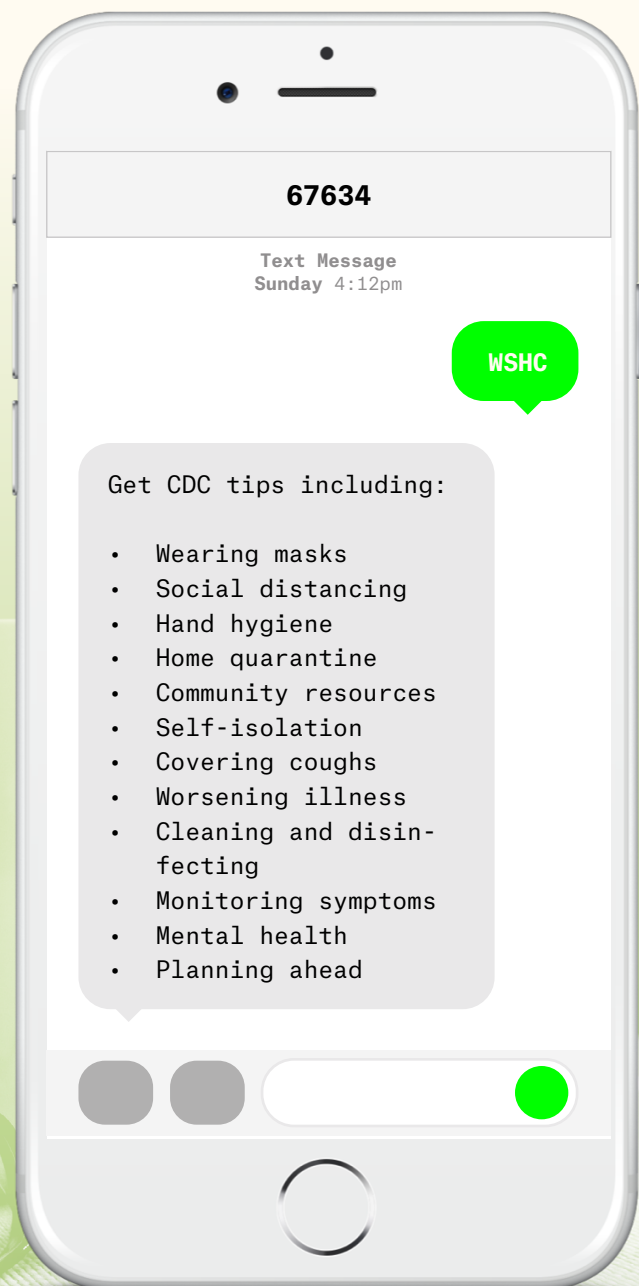 67634
Text Message
Sunday 4:12pm
WSHC
Get CDC tips including:
• Wearing masks
• Social distancing
• Hand hygiene
• Home quarantine
• Community resources
• Self-isolation
• Covering coughs
• Worsening illness
• Cleaning and disin-
fecting
• Monitoring symptoms
• Mental health
• Planning ahead